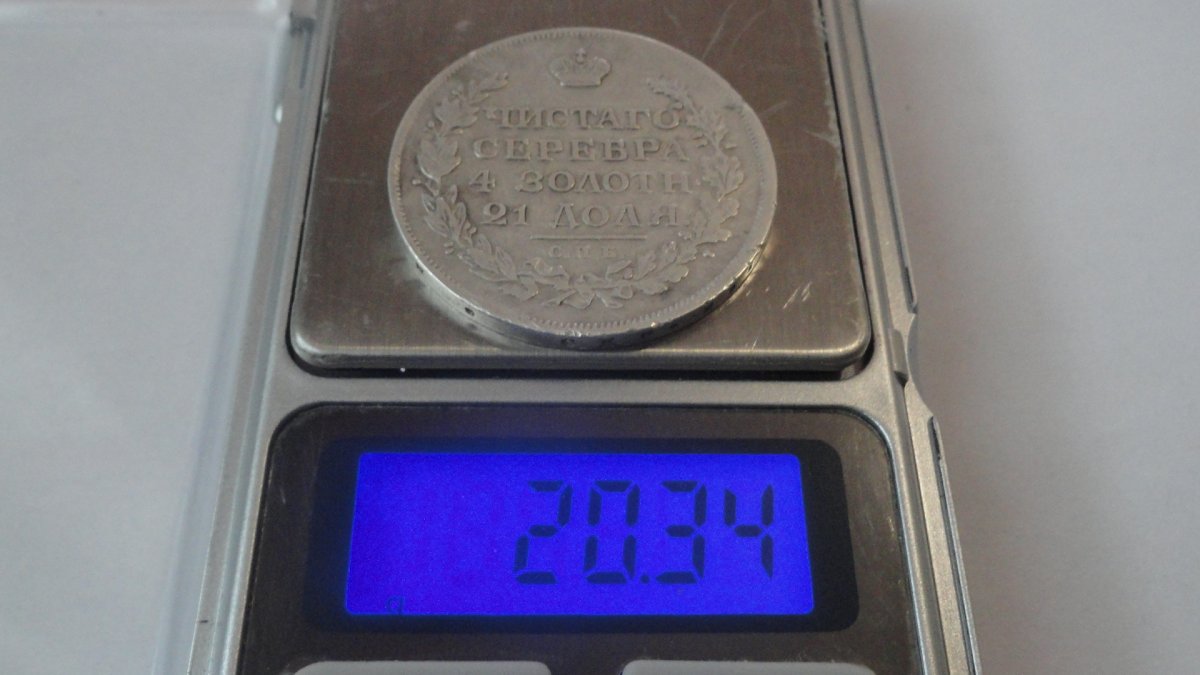 ЧИСТАГО
СЕРЕБРА
4 ЗОЛОТН.
21 ДОЛЯ.
С.П.Б.
20.34